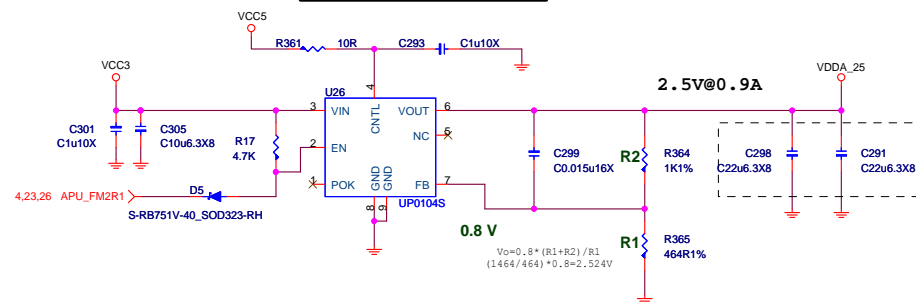 VCC5
R361
10R
C293
C1u10X
VCC3
U26
4
CNTL
2.5V@0.9A
VDDA_25
3
VIN
VOUT
6
C301
C1u10X
C305
C10u6.3X8
R17
4.7K
2
EN
NC
5
C299
C0.015u16X
R2
R364
1K1%
C298
C22u6.3X8
C291
C22u6.3X8
4,23,26 APU_FM2R1
D5
1
POK
GND
GND
FB
7
S-RB751V-40_SOD323-RH
8
9
UP0104S
0.8 V
R1
R365
464R1%
Vo=0.8*(R1+R2)/R1
(1464/464)*0.8=2.524V